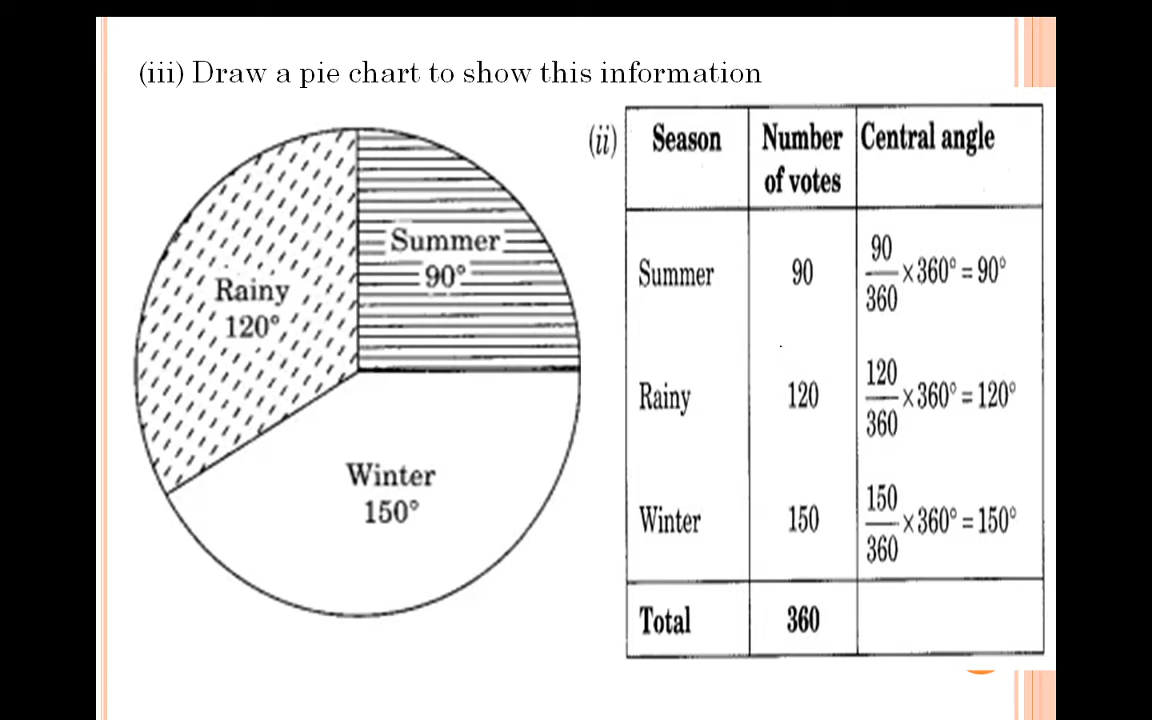 (iii) Draw a pie chart to show this information
Summer
90°
Rainy
120°
Winter
150°
(ii)
Season Number of votes Central angle
Summer 90 90/360 ×360° = 90°
Rainy 120 120/360 ×360° = 120°
Winter 150 150/360 ×360° = 150°
Total 360